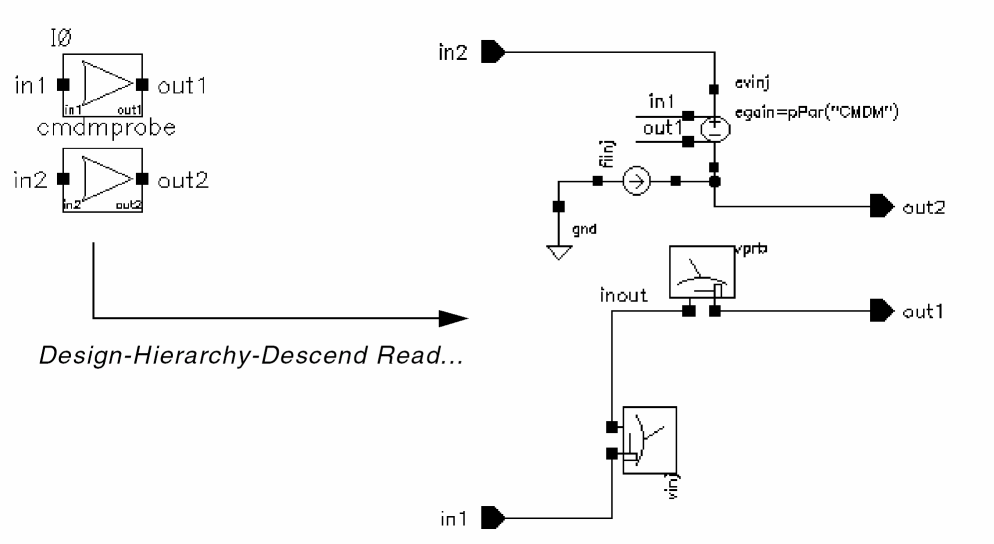 IØ
in1
out1
in1
out1
cmdmprobe
in2
out2
in2
out2
Design-Hierarchy-Descend Read...
in2
evinj
in1
egain=pPar("CMDM")
out1
fiinj
out2
gnd
vprb
inout
out1
vinj
in1